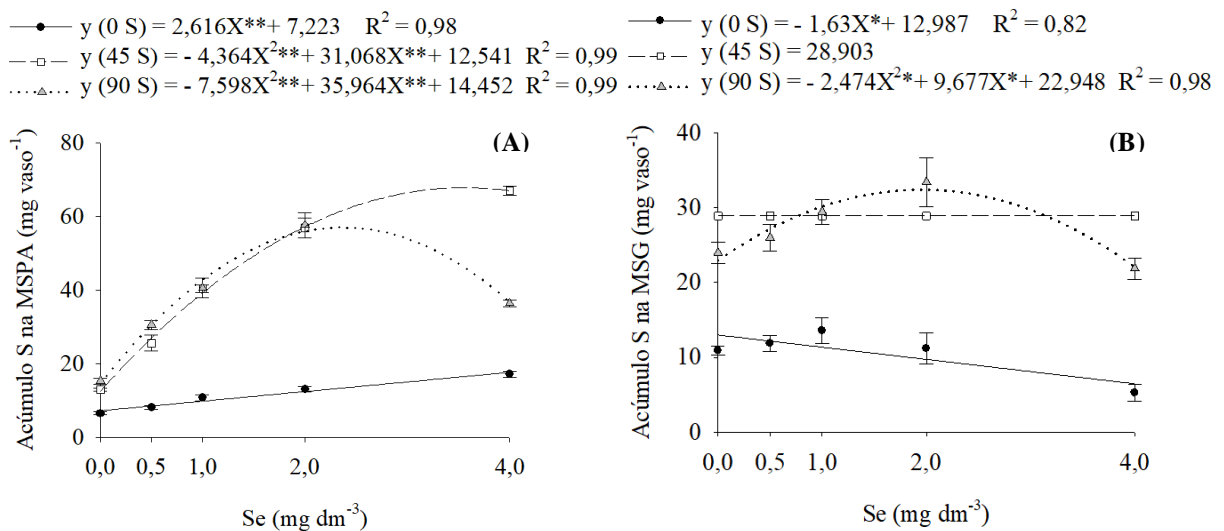 y (0 S) = 2,616X**+ 7,223 R² = 0,98
y (45 S) = - 4,364X²**+ 31,068X**+ 12,541 R² = 0,99
y (90 S) = - 7,598X²**+ 35,964X**+ 14,452 R² = 0,99
y (0 S) = - 1,63X*+ 12,987 R² = 0,82
y (45 S) = 28,903
y (90 S) = - 2,474X²*+ 9,677X*+ 22,948 R² = 0,98
(A)
Acúmulo S na MSPA (mg vaso⁻¹)
80
60
40
20
0
0,0 0,5 1,0 2,0 4,0
Se (mg dm⁻³)
(B)
Acúmulo S na MSG (mg vaso⁻¹)
40
30
20
10
0
0,0 0,5 1,0 2,0 4,0
Se (mg dm⁻³)